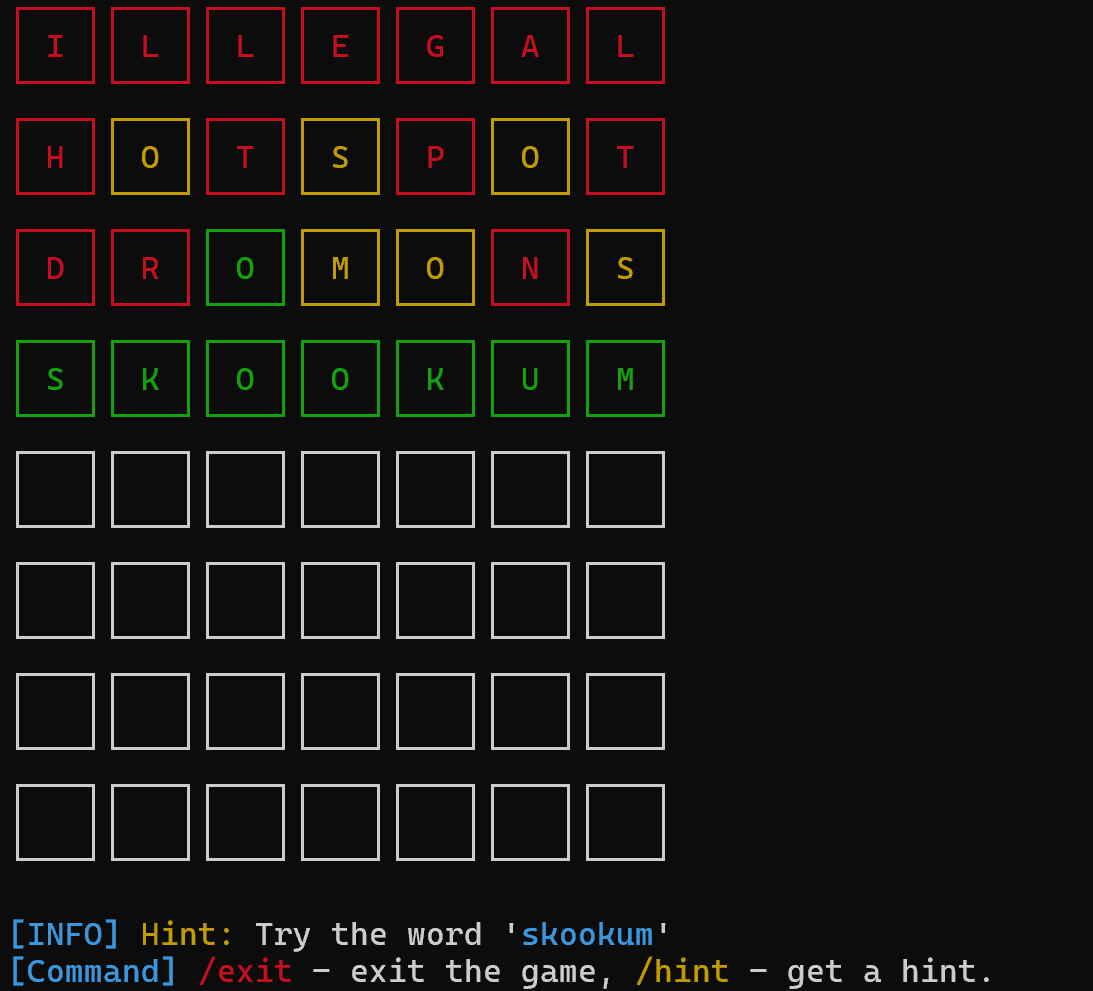 I L L E G A L
H O T S P O T
D R O M O N S
S K O O K U M
[INFO] Hint: Try the word 'skookum'
[Command] /exit – exit the game, /hint – get a hint.